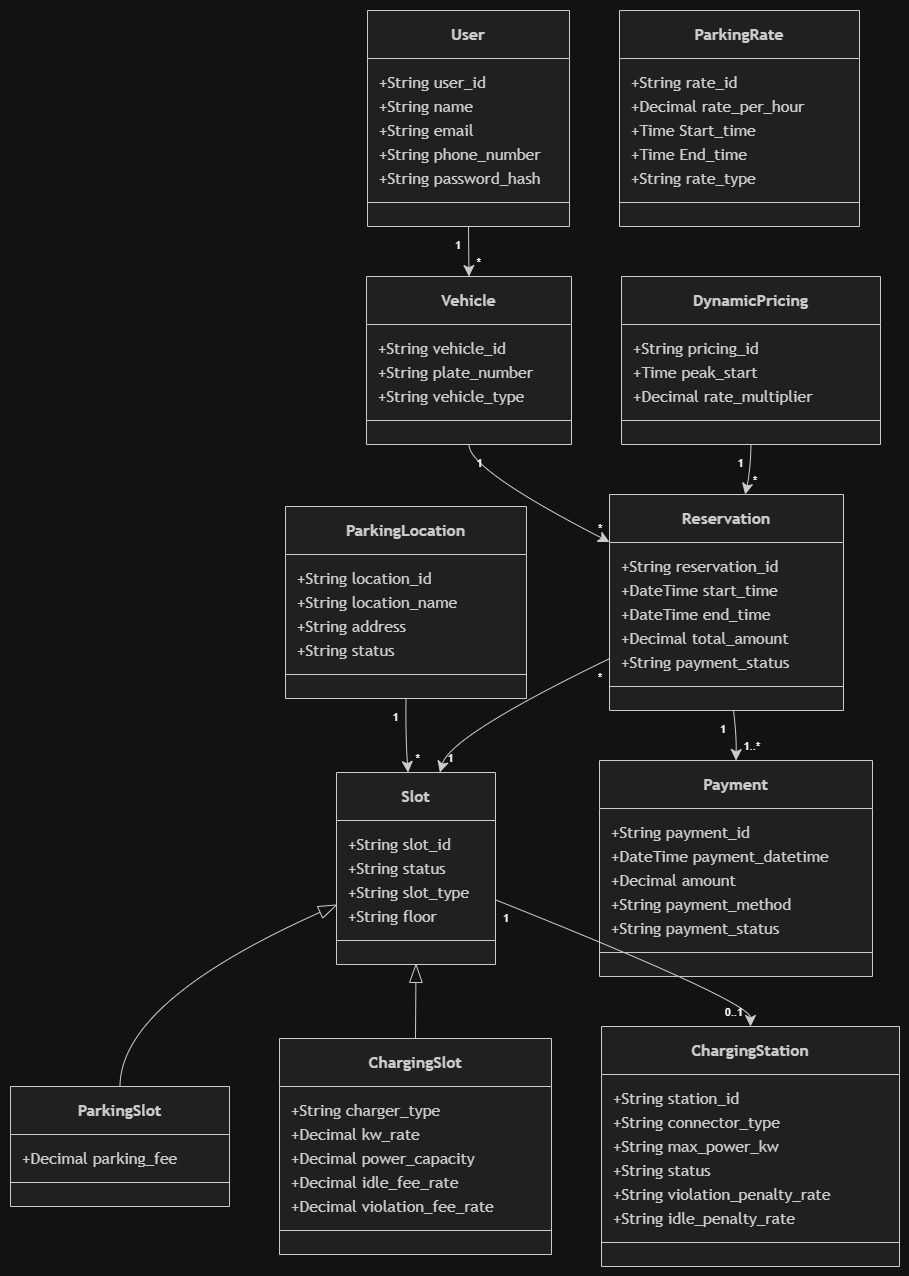 User
+String user_id
+String name
+String email
+String phone_number
+String password_hash
ParkingRate
+String rate_id
+Decimal rate_per_hour
+Time Start_time
+Time End_time
+String rate_type
1
*
Vehicle
+String vehicle_id
+String plate_number
+String vehicle_type
DynamicPricing
+String pricing_id
+Time peak_start
+Decimal rate_multiplier
1
*
1
*
ParkingLocation
+String location_id
+String location_name
+String address
+String status
Reservation
+String reservation_id
+DateTime start_time
+DateTime end_time
+Decimal total_amount
+String payment_status
1
*
*
1
1
1..*
Slot
+String slot_id
+String status
+String slot_type
+String floor
Payment
+String payment_id
+DateTime payment_datetime
+Decimal amount
+String payment_method
+String payment_status
1
0..1
ParkingSlot
+Decimal parking_fee
ChargingSlot
+String charger_type
+Decimal kw_rate
+Decimal power_capacity
+Decimal idle_fee_rate
+Decimal violation_fee_rate
ChargingStation
+String station_id
+String connector_type
+String max_power_kw
+String status
+String violation_penalty_rate
+String idle_penalty_rate